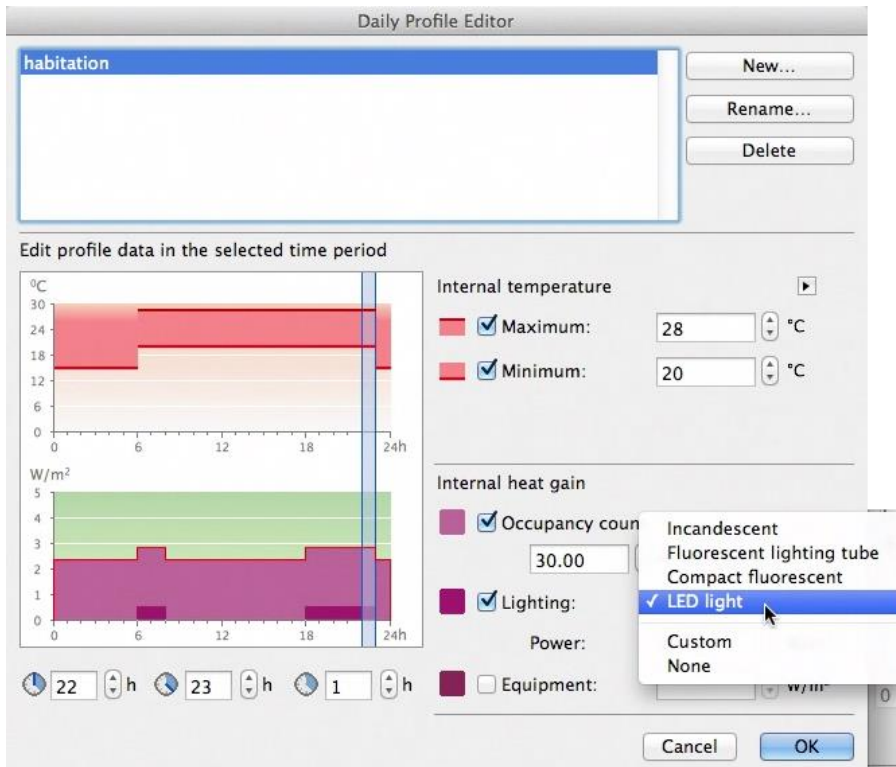 Daily Profile Editor
habitation
New...
Rename...
Delete
Edit profile data in the selected time period
°C
30
24
18
12
6
0
0 6 12 18 24h
Internal temperature
Maximum: 28 °C
Minimum: 20 °C
W/m²
5
4
3
2
1
0
0 6 12 18 24h
22 h 23 h 1 h
Internal heat gain
Occupancy coun
30.00
Lighting:
Power:
Equipment: W/m²
Incandescent
Fluorescent lighting tube
Compact fluorescent
✓ LED light
Custom
None
0
Cancel OK